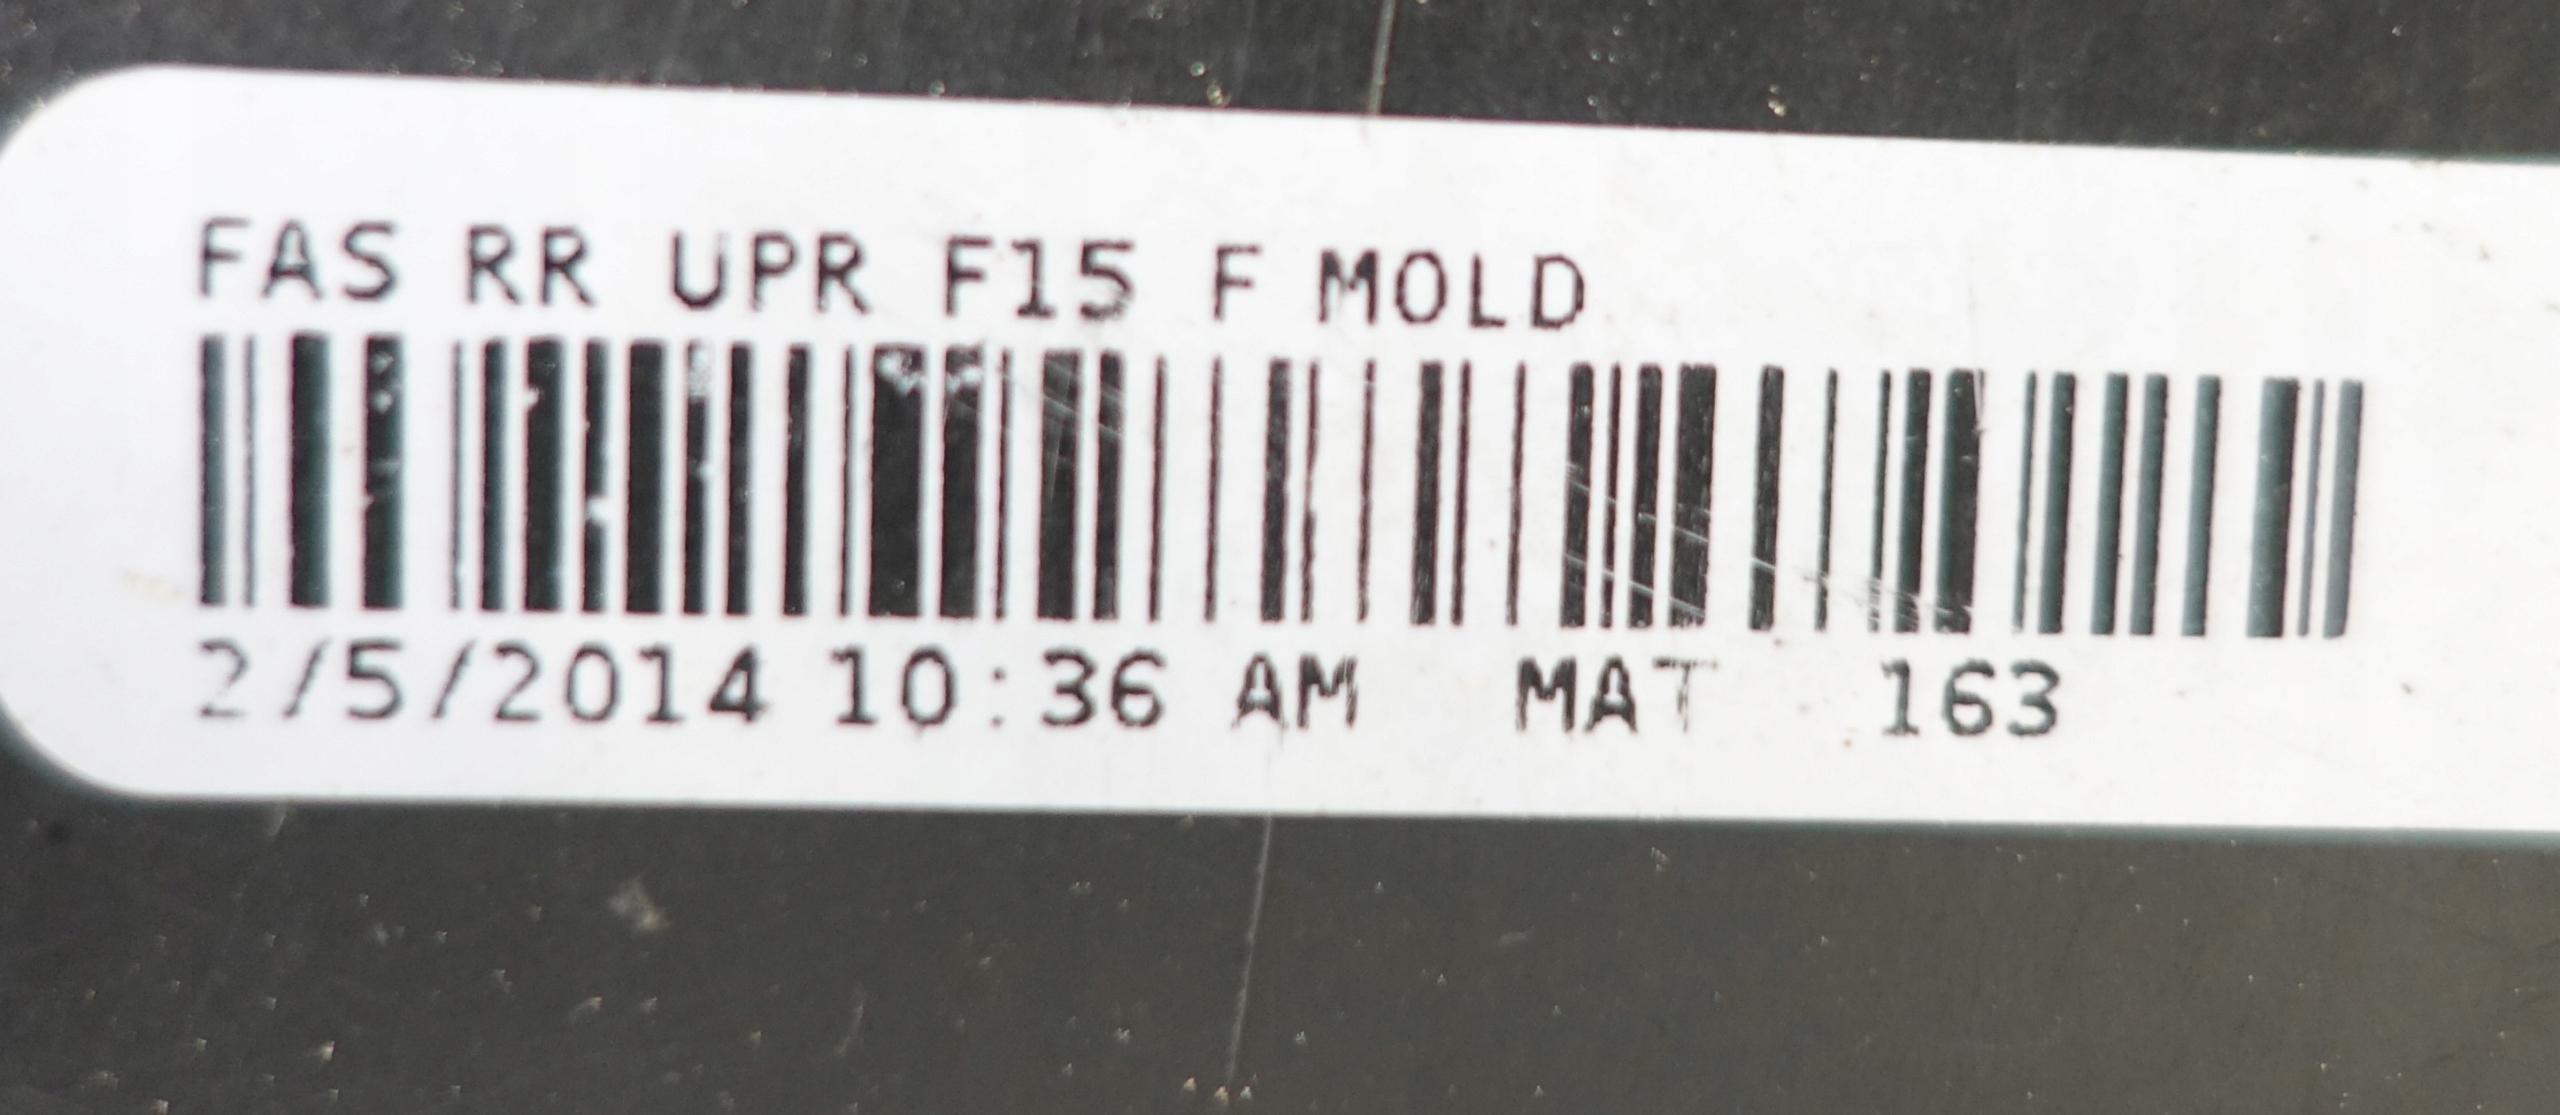 FAS RR UPR F15 F MOLD
2/5/2014 10:36 AM MAT 163